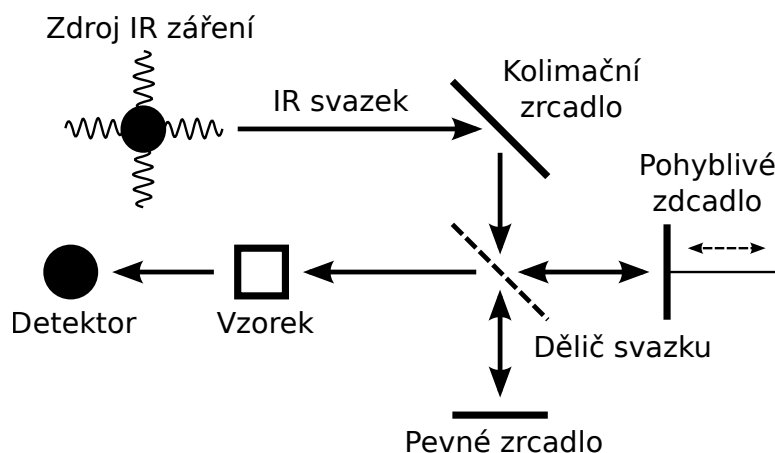 Zdroj IR záření
IR svazek
Kolimační
zrcadlo
Pohyblivé
zdcadlo
Detektor
Vzorek
Dělič svazku
Pevné zrcadlo